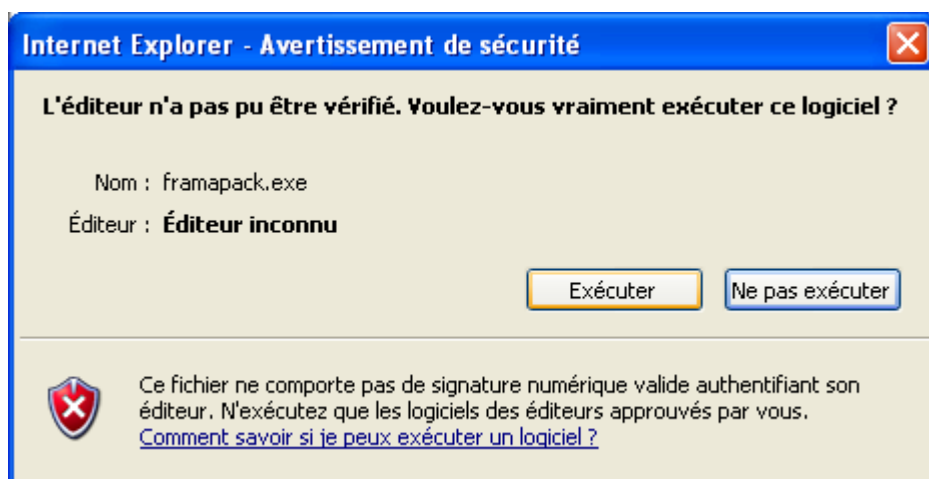 Internet Explorer - Avertissement de sécurité
L'éditeur n'a pas pu être vérifié. Voulez-vous vraiment exécuter ce logiciel ?
Nom : framapack.exe
Éditeur : Éditeur inconnu
Exécuter Ne pas exécuter
Ce fichier ne comporte pas de signature numérique valide authentifiant son
éditeur. N'exécutez que les logiciels des éditeurs approuvés par vous.
Comment savoir si je peux exécuter un logiciel ?